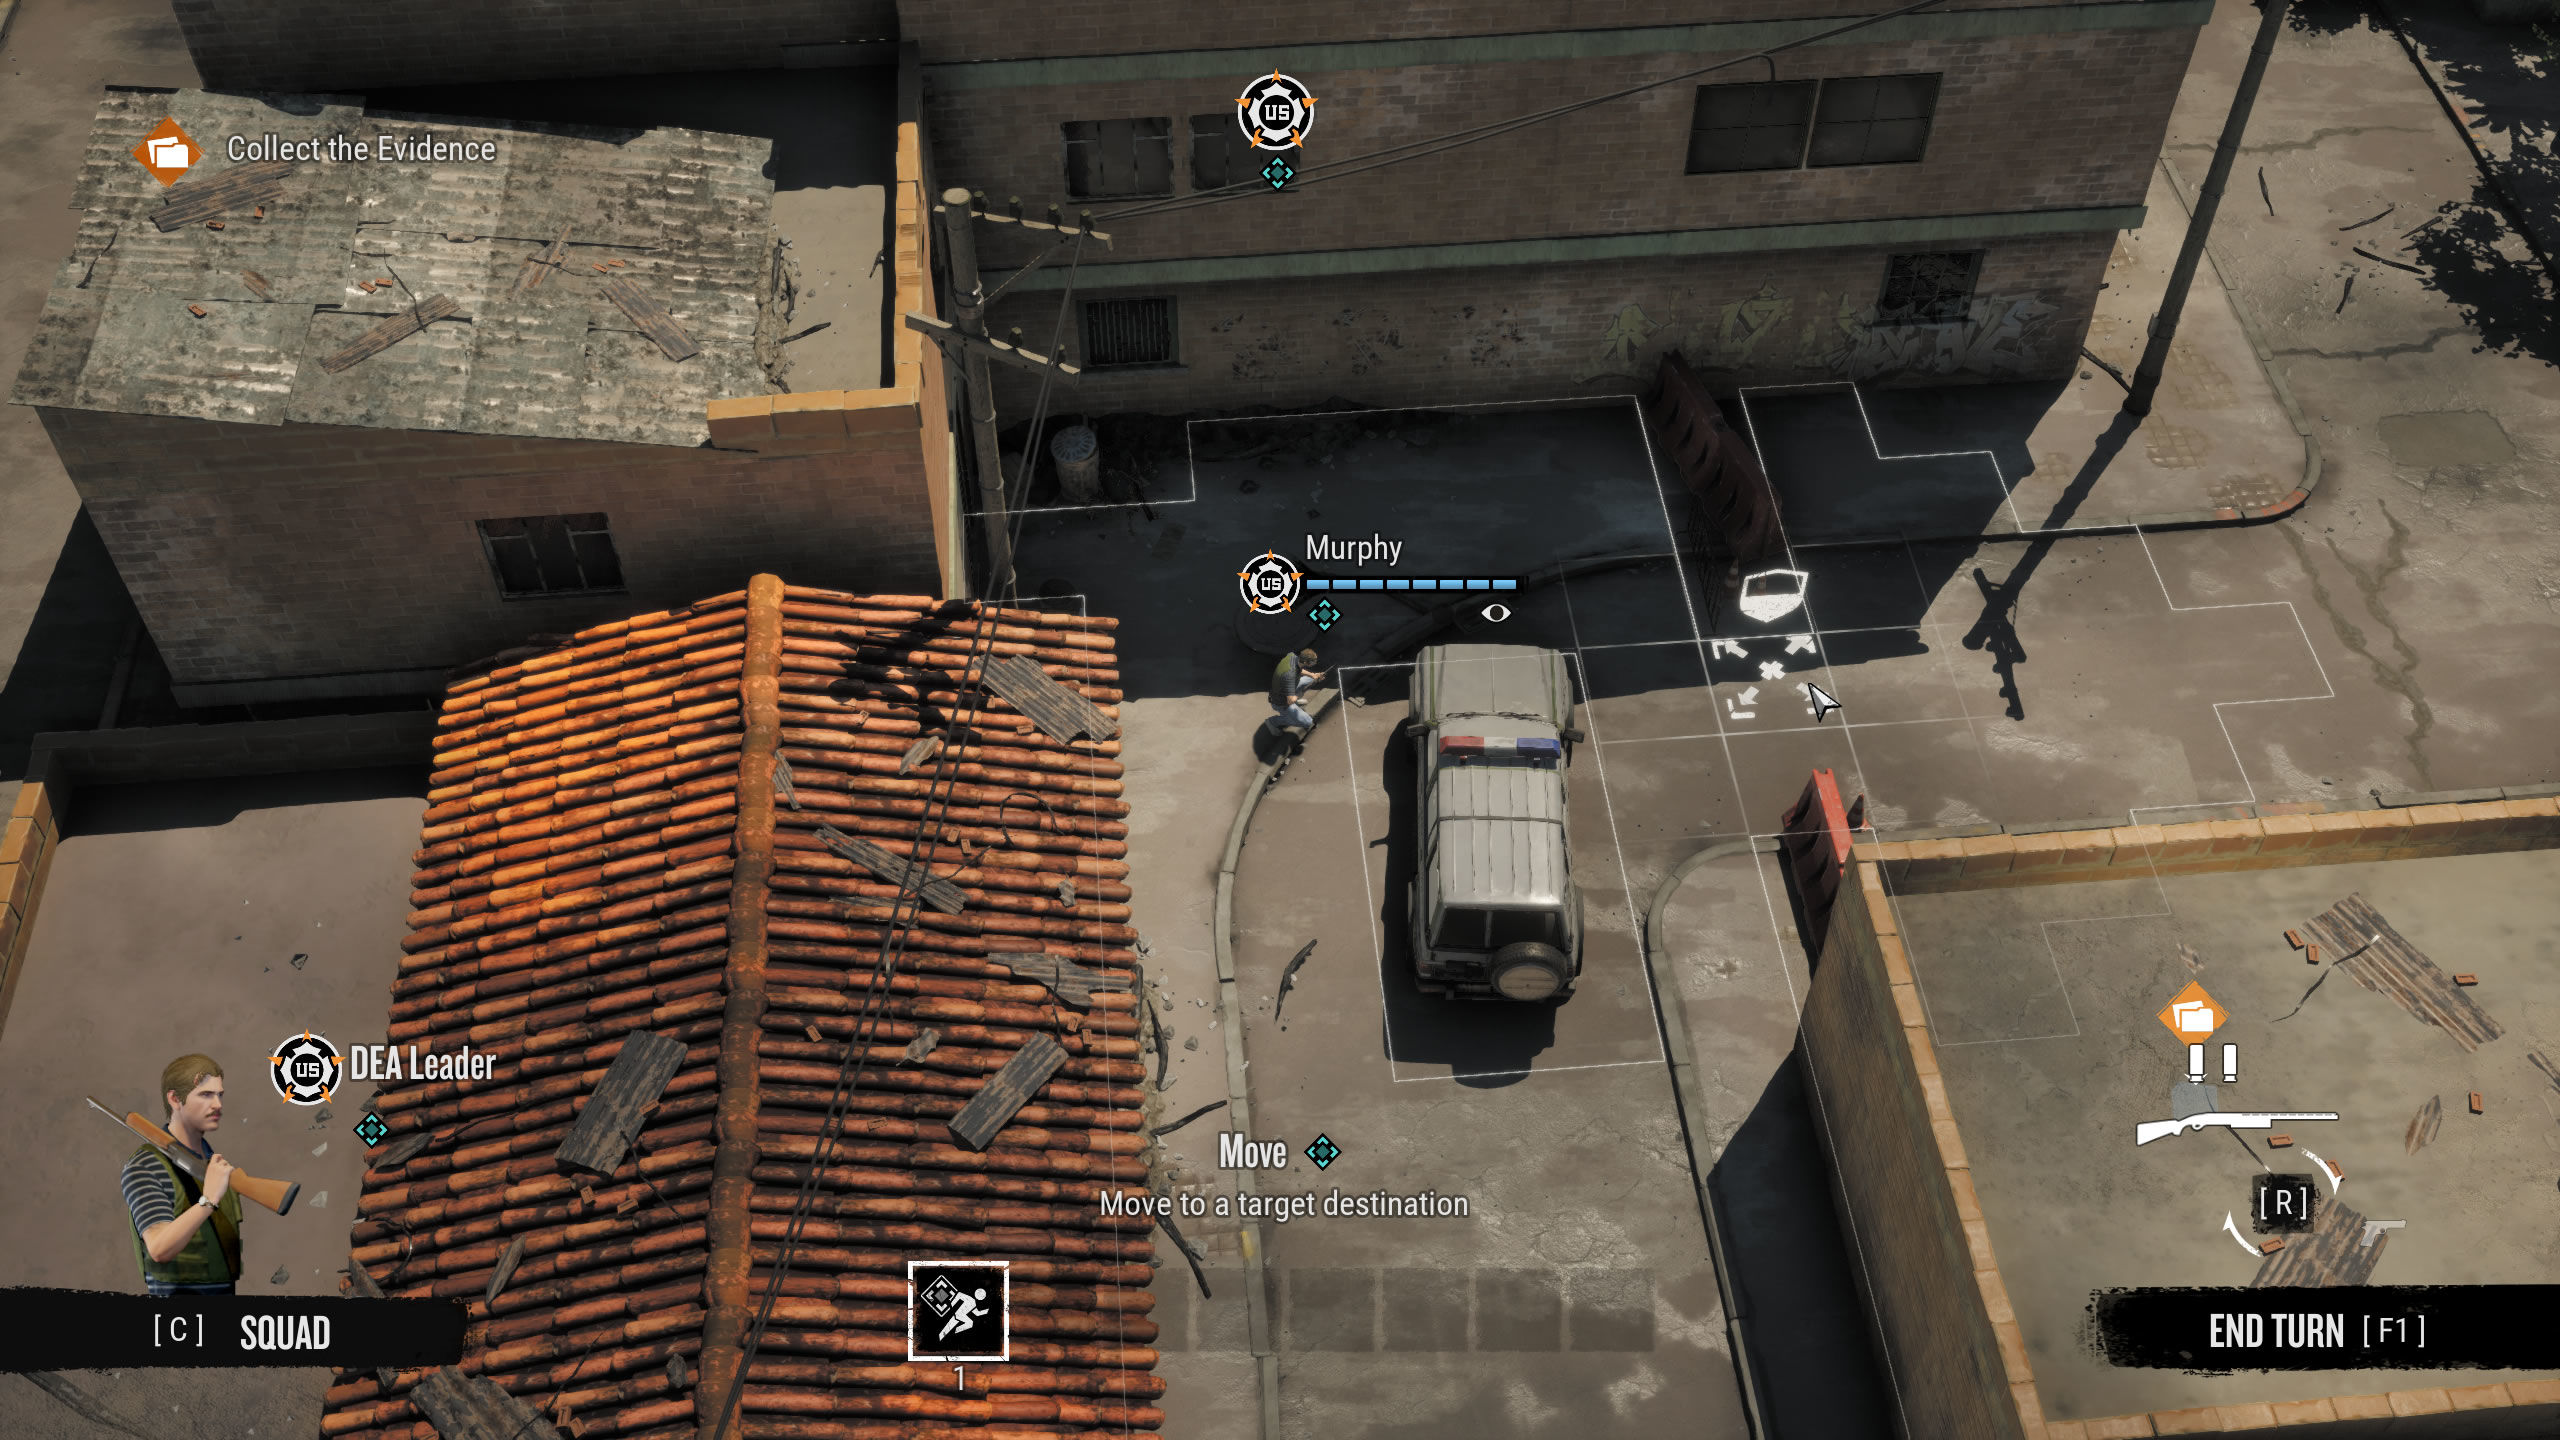 US
Collect the Evidence
Murphy
US
US
DEA Leader
Move
Move to a target destination
[ R ]
[ C ] SQUAD
1
END TURN [ F1 ]